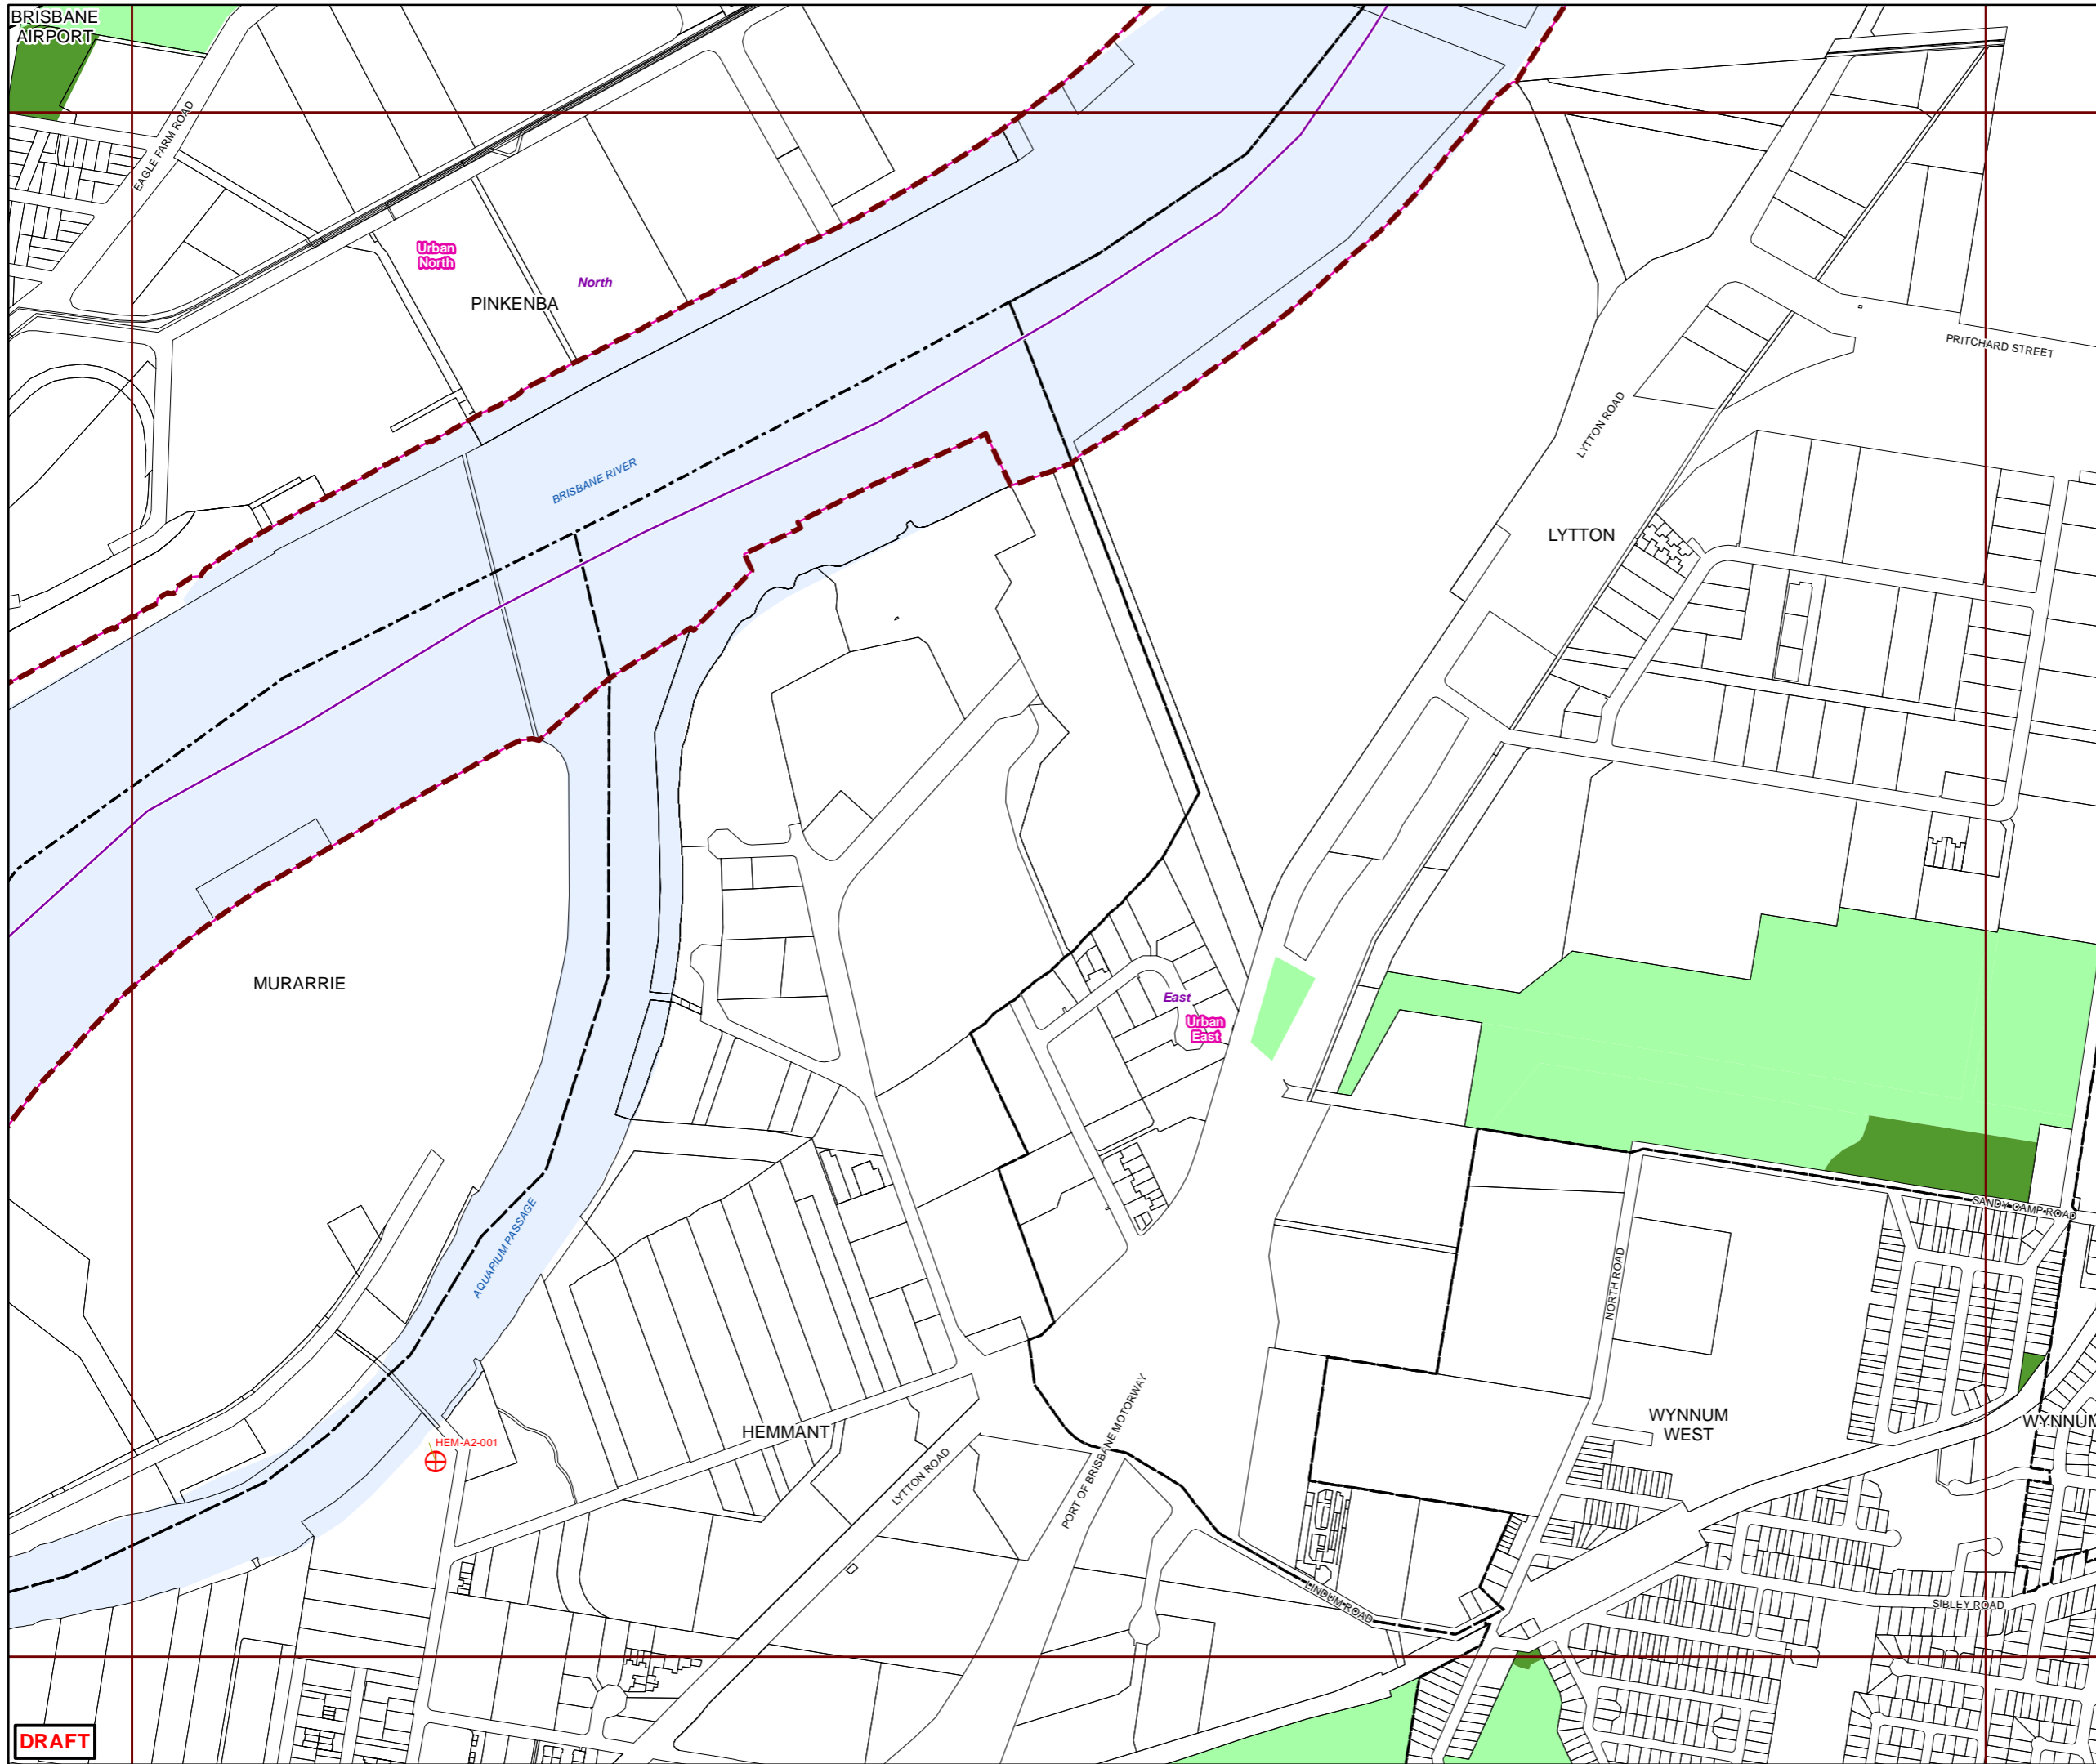 BRISBANE
AIRPORT
EAGLE FARM ROAD
Urban
North
North
PINKENBA
PRITCHARD STREET
LYTTON ROAD
BRISBANE RIVER
LYTTON
MURARRIE
East
Urban
East
SANDY CAMP ROAD
AQUARIUM PASSAGE
NORTH ROAD
PORT OF BRISBANE MOTORWAY
WYNNUM
WEST
WYNNUM
HEMMANT
HEM-A2-001
LYTTON ROAD
LINDUM ROAD
SIBLEY ROAD
DRAFT